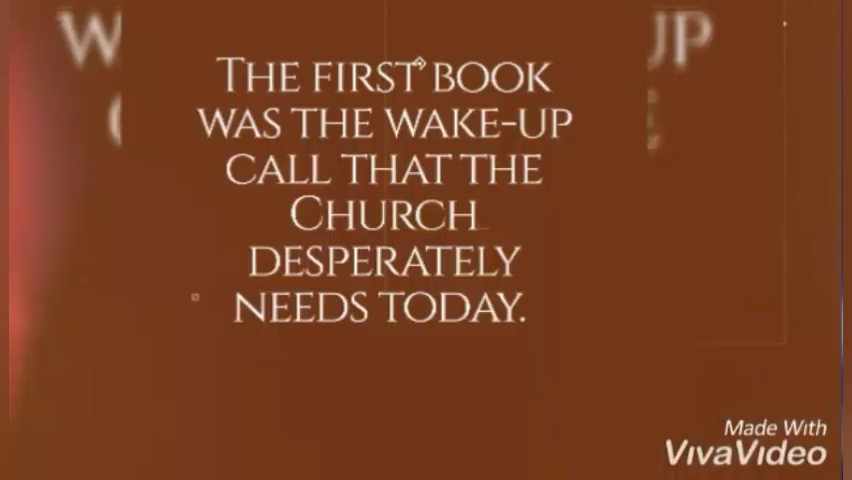 The first book
was the wake-up
call that the
Church
desperately
needs today.
Made With
VivaVideo